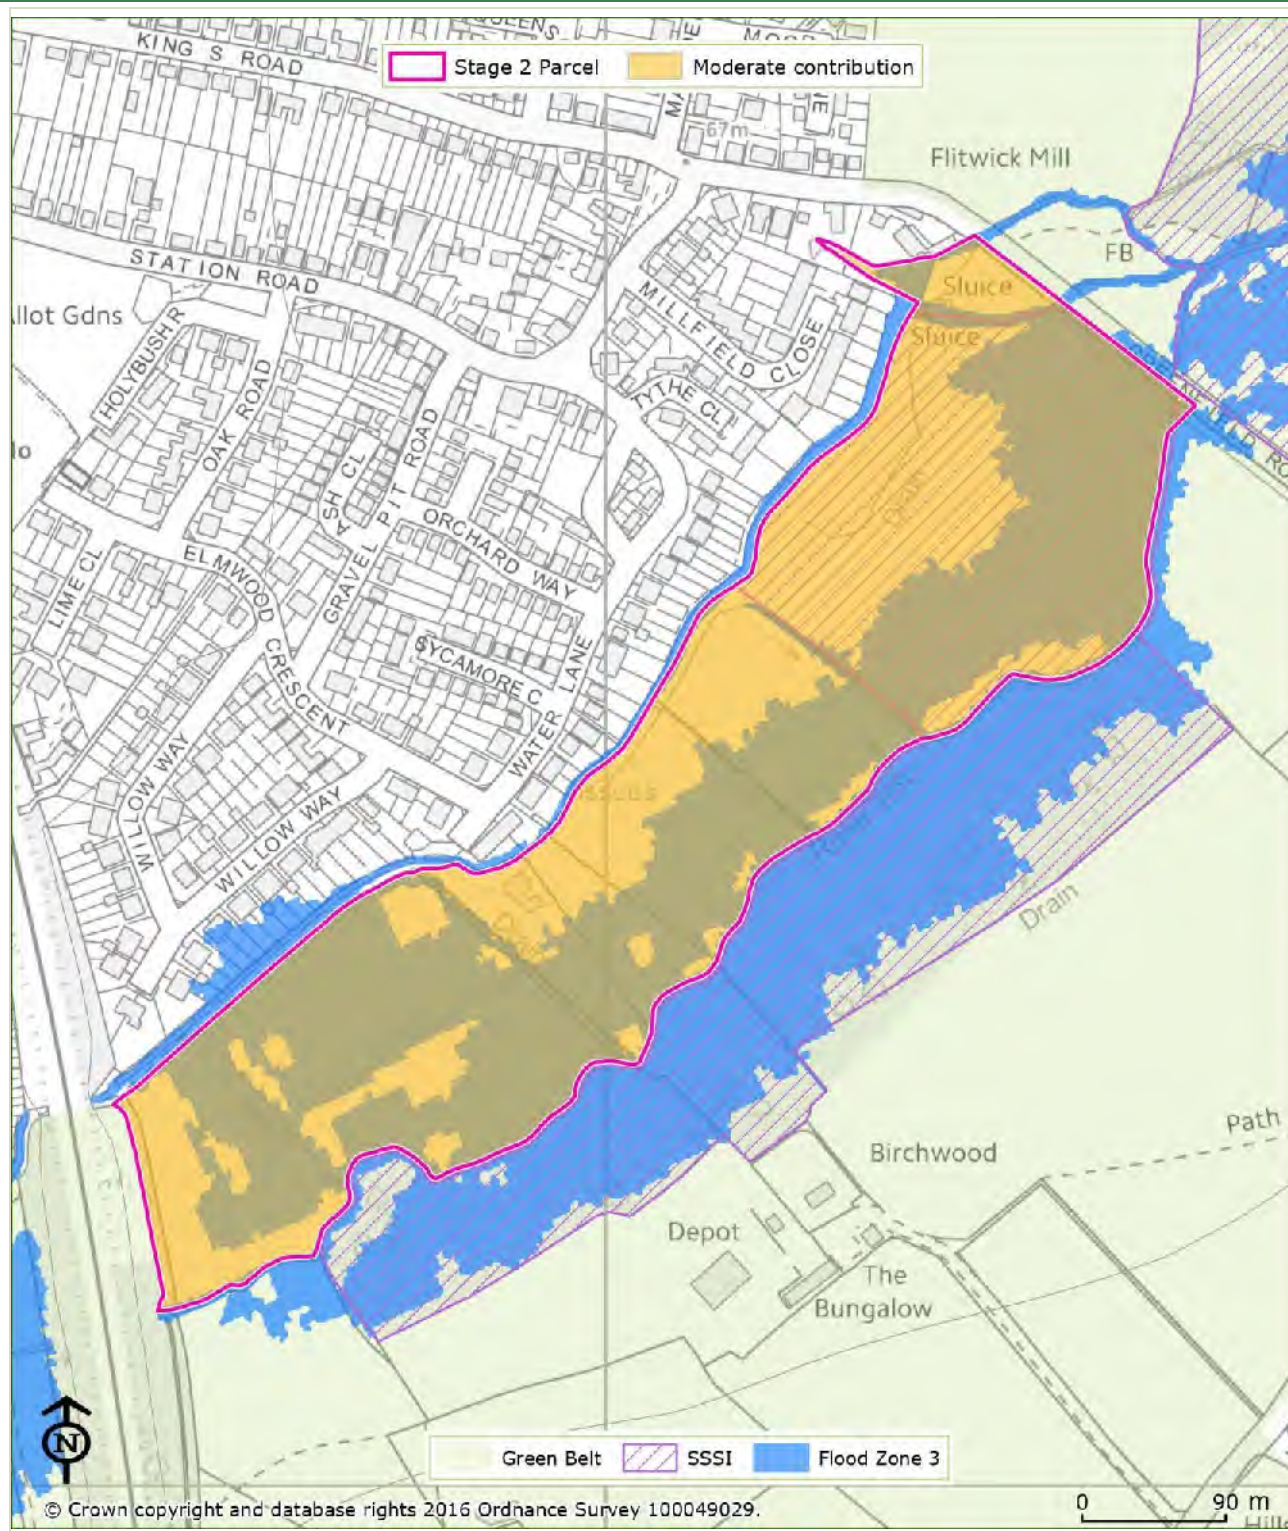 QUEENS
KING S ROAD
Stage 2 Parcel
Moderate contribution
67m
Flitwick Mill
STATION ROAD
FB
Sluice
Allot Gdns
Sluice
MILLFIELD CLOSE
HOLYBUSH R
TYTHE CL
OAK ROAD
ASH CL
GRAVEL PIT ROAD
ORCHARD WAY
LIME CL
ELMWOOD CRESCENT
SYCAMORE C
WATER LANE
WILLOW WAY
WILLOW WAY
Drain
Path
Birchwood
Depot
The
Bungalow
Green Belt
SSSI
Flood Zone 3
N
© Crown copyright and database rights 2016 Ordnance Survey 100049029.
0 90 m